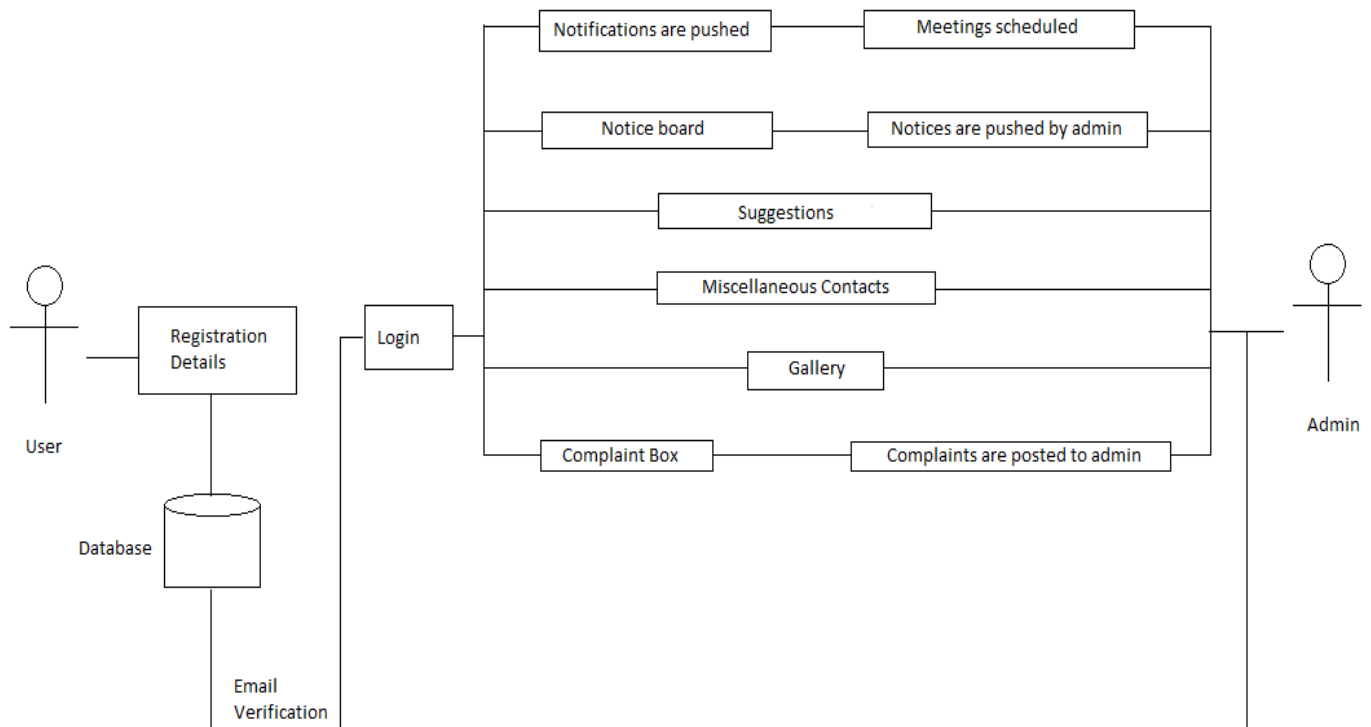 Notifications are pushed
Meetings scheduled
Notice board
Notices are pushed by admin
Suggestions
Miscellaneous Contacts
Registration
Details
Login
Gallery
User
Admin
Complaint Box
Complaints are posted to admin
Database
Email
Verification